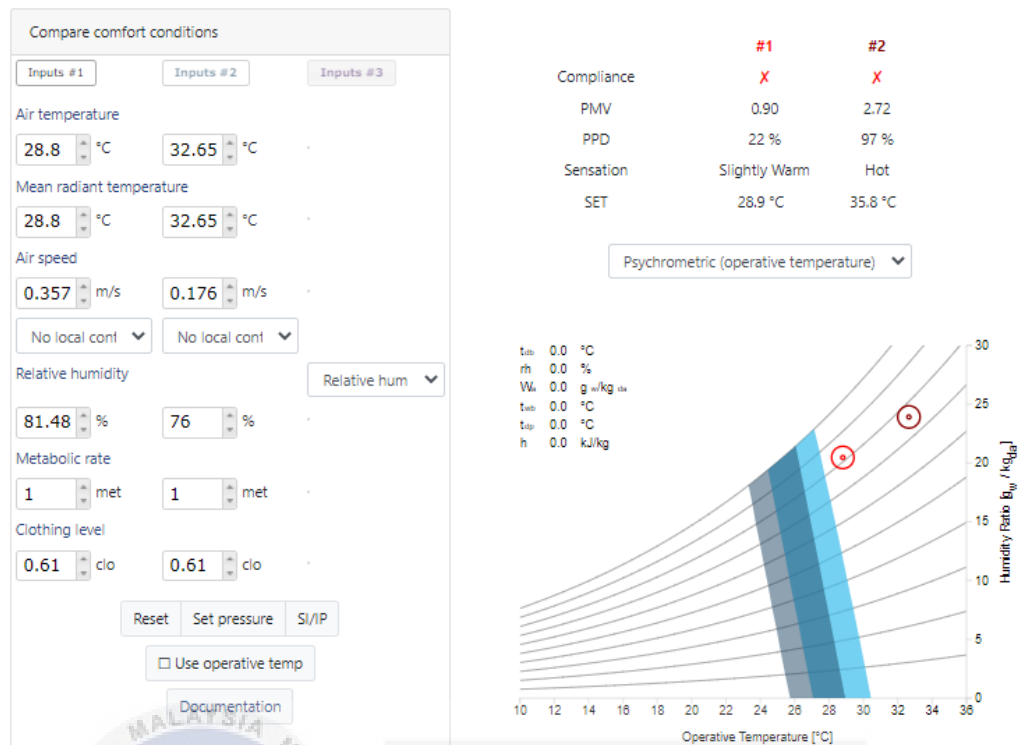 Compare comfort conditions
Inputs #1 Inputs #2 Inputs #3
Air temperature
28.8 °C 32.65 °C
Mean radiant temperature
28.8 °C 32.65 °C
Air speed
0.357 m/s 0.176 m/s
No local cont No local cont
Relative humidity
Relative hum
81.48 % 76 %
Metabolic rate
1 met 1 met
Clothing level
0.61 clo 0.61 clo
Reset Set pressure SI/IP
Use operative temp
Documentation
MALAYSIA
#1 #2
Compliance ✗ ✗
PMV 0.90 2.72
PPD 22 % 97 %
Sensation Slightly Warm Hot
SET 28.9 °C 35.8 °C
Psychrometric (operative temperature)
tdb 0.0 °C
rh 0.0 %
Wa 0.0 g w/kg da
twb 0.0 °C
tdp 0.0 °C
h 0.0 kJ/kg
30
25
20
15
10
5
0
Humidity Ratio [gw / kgda]
10 12 14 16 18 20 22 24 26 28 30 32 34 36
Operative Temperature [°C]